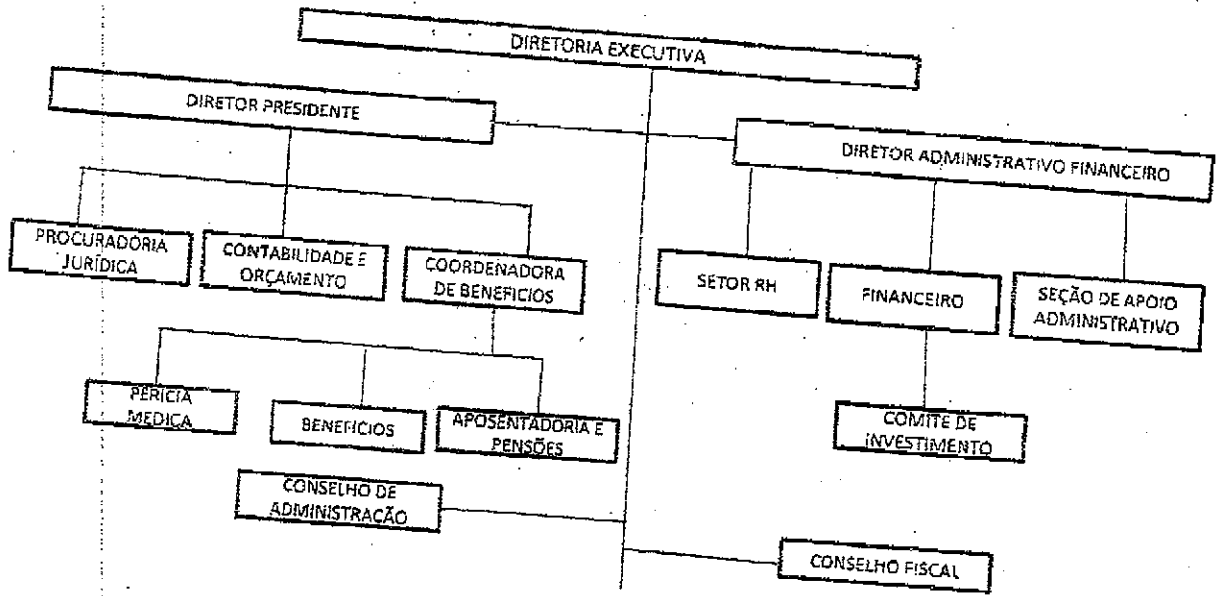 DIRETORIA EXECUTIVA
DIRETOR PRESIDENTE
DIRETOR ADMINISTRATIVO FINANCEIRO
PROCURADORIA
JURÍDICA
CONTABILIDADE E
ORÇAMENTO
COORDENADORA
DE BENEFICIOS
SETOR RH
FINANCEIRO
SEÇÃO DE APOIO
ADMINISTRATIVO
PERICIA
MEDICA
BENEFICIOS
APOSENTADORIA E
PENSÕES
COMITE DE
INVESTIMENTO
CONSELHO DE
ADMINISTRAÇÃO
CONSELHO FISCAL